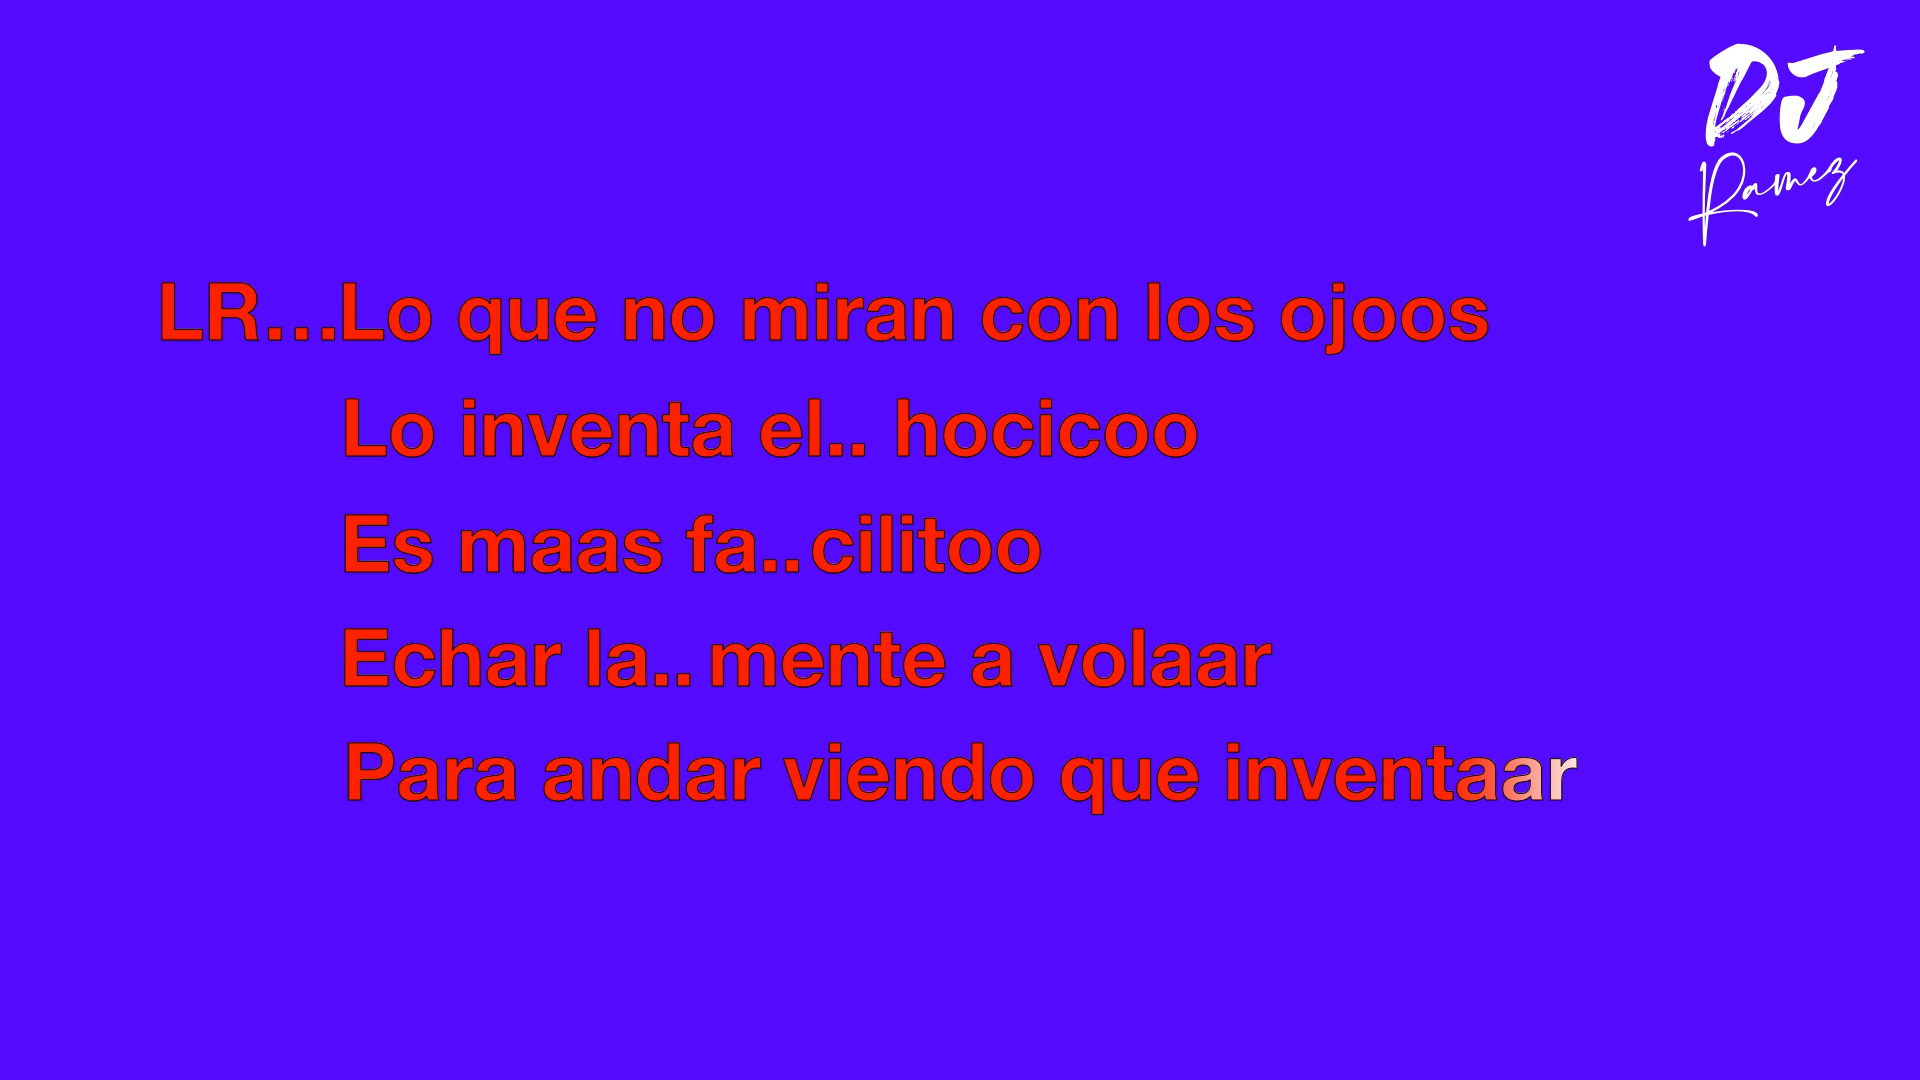 DJ
Ramez
LR...Lo que no miran con los ojoos
Lo inventa el.. hocicoo
Es maas fa..cilitoo
Echar la.. mente a volaar
Para andar viendo que inventaar